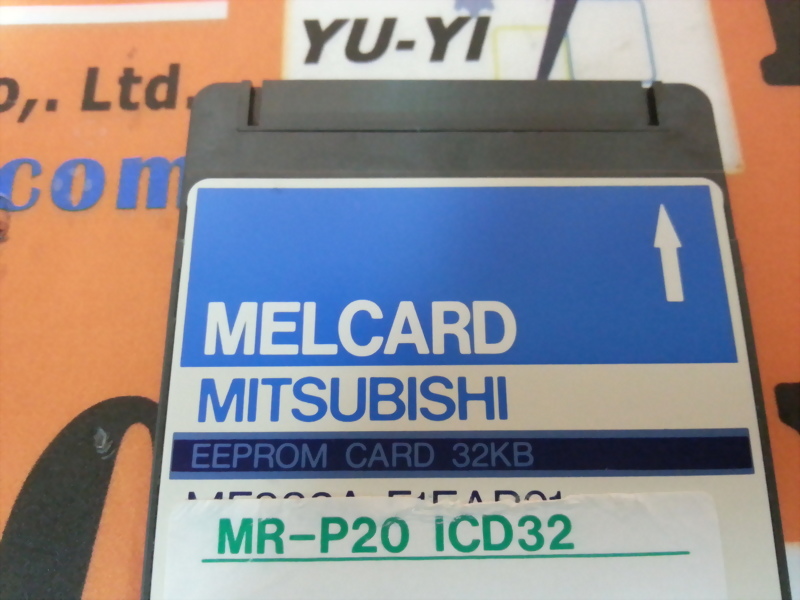 YU-YI
o,. Ltd.
com
MELCARD
MITSUBISHI
EEPROM CARD 32KB
MR-P20 ICD32